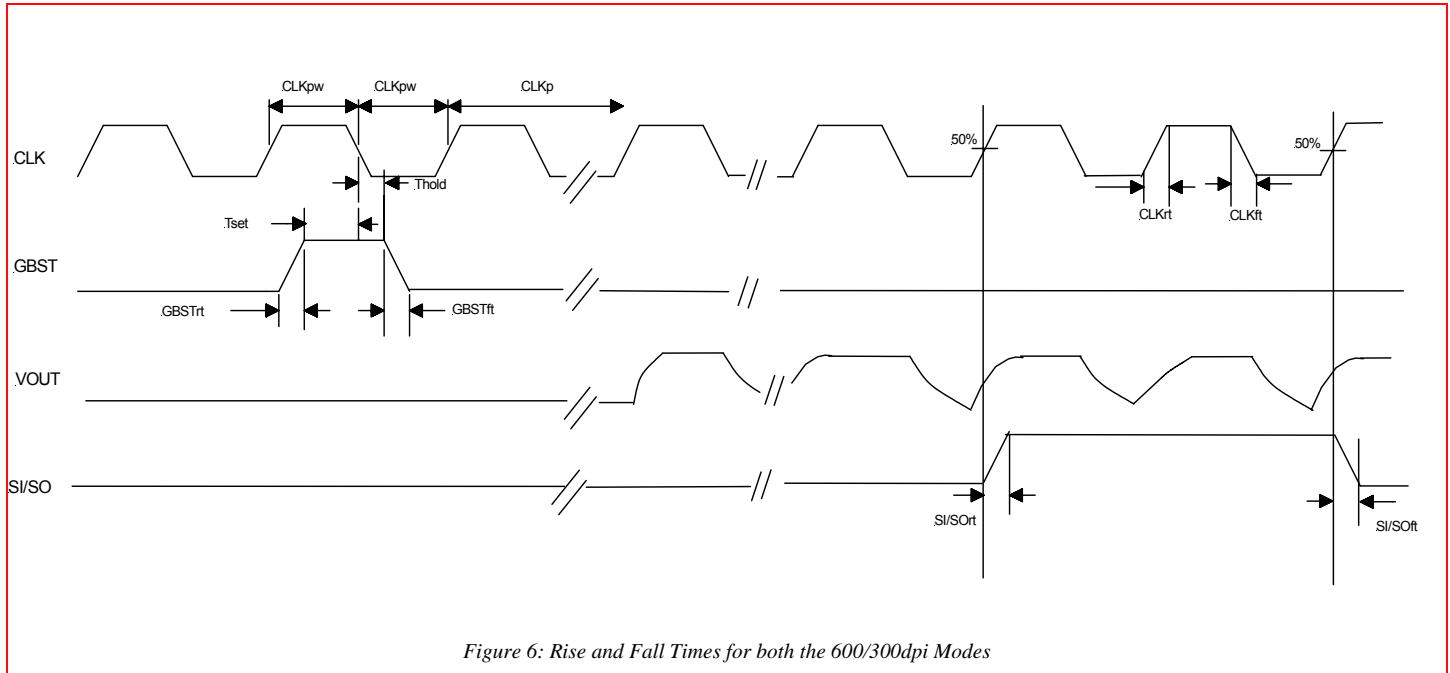 CLKpw
CLKpw
CLKp
CLK
50%
50%
Thold
CLKrt
CLKft
Tset
GBST
GBSTrt
GBSTft
VOUT
SI/SO
SI/SOrt
SI/SOft
Figure 6: Rise and Fall Times for both the 600/300dpi Modes